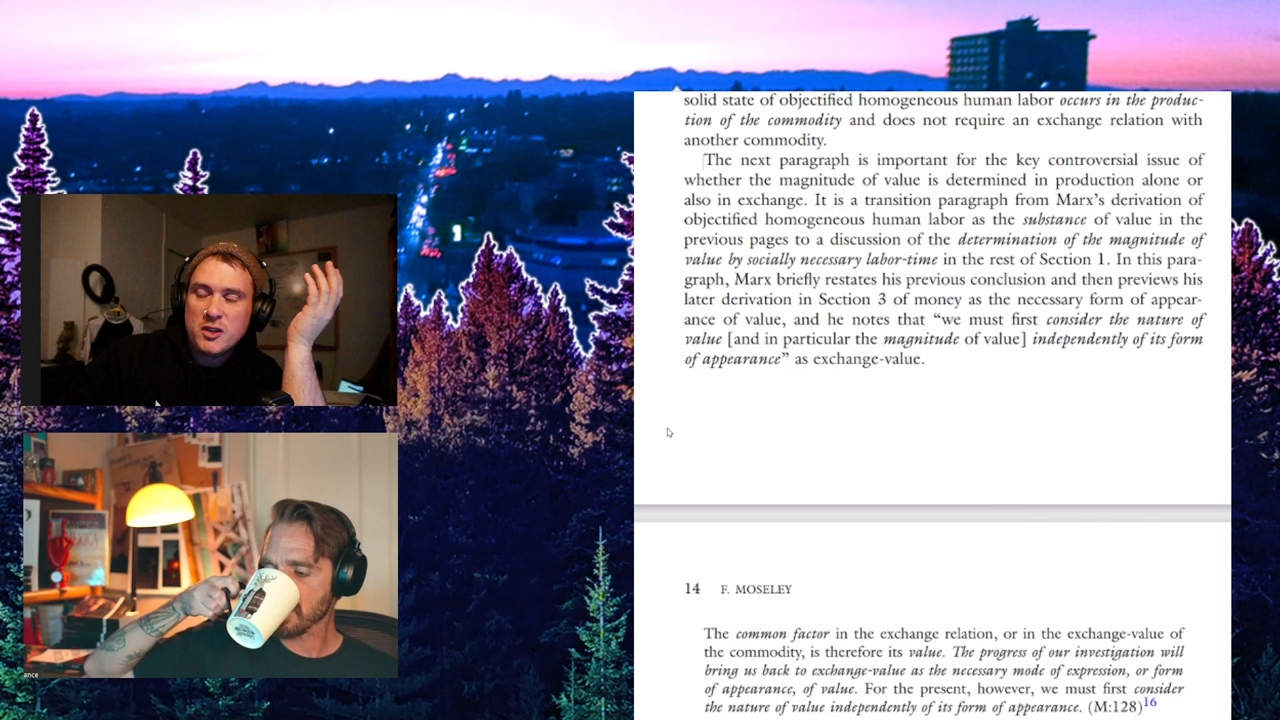 solid state of objectified homogeneous human labor occurs in the produc-
tion of the commodity and does not require an exchange relation with
another commodity.
The next paragraph is important for the key controversial issue of
whether the magnitude of value is determined in production alone or
also in exchange. It is a transition paragraph from Marx’s derivation of
objectified homogeneous human labor as the substance of value in the
previous pages to a discussion of the determination of the magnitude of
value by socially necessary labor-time in the rest of Section 1. In this para-
graph, Marx briefly restates his previous conclusion and then previews his
later derivation in Section 3 of money as the necessary form of appear-
ance of value, and he notes that “we must first consider the nature of
value [and in particular the magnitude of value] independently of its form
of appearance” as exchange-value.
14 F. MOSELEY
The common factor in the exchange relation, or in the exchange-value of
the commodity, is therefore its value. The progress of our investigation will
bring us back to exchange-value as the necessary mode of expression, or form
of appearance, of value. For the present, however, we must first consider
the nature of value independently of its form of appearance. (M:128)16
ance